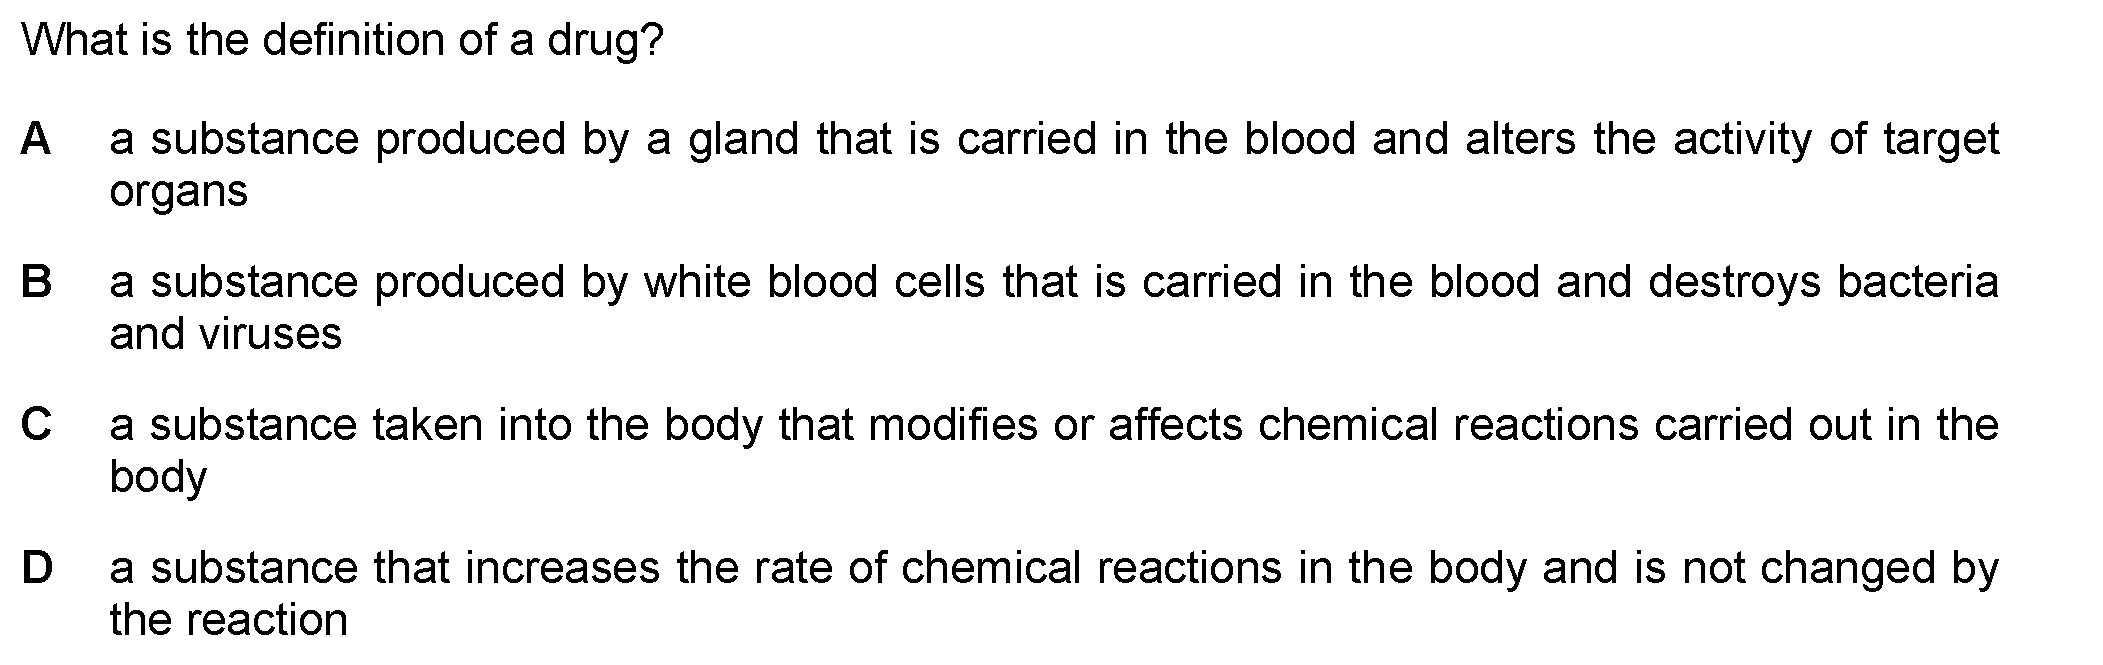 What is the definition of a drug?
A a substance produced by a gland that is carried in the blood and alters the activity of target
organs
B a substance produced by white blood cells that is carried in the blood and destroys bacteria
and viruses
C a substance taken into the body that modifies or affects chemical reactions carried out in the
body
D a substance that increases the rate of chemical reactions in the body and is not changed by
the reaction